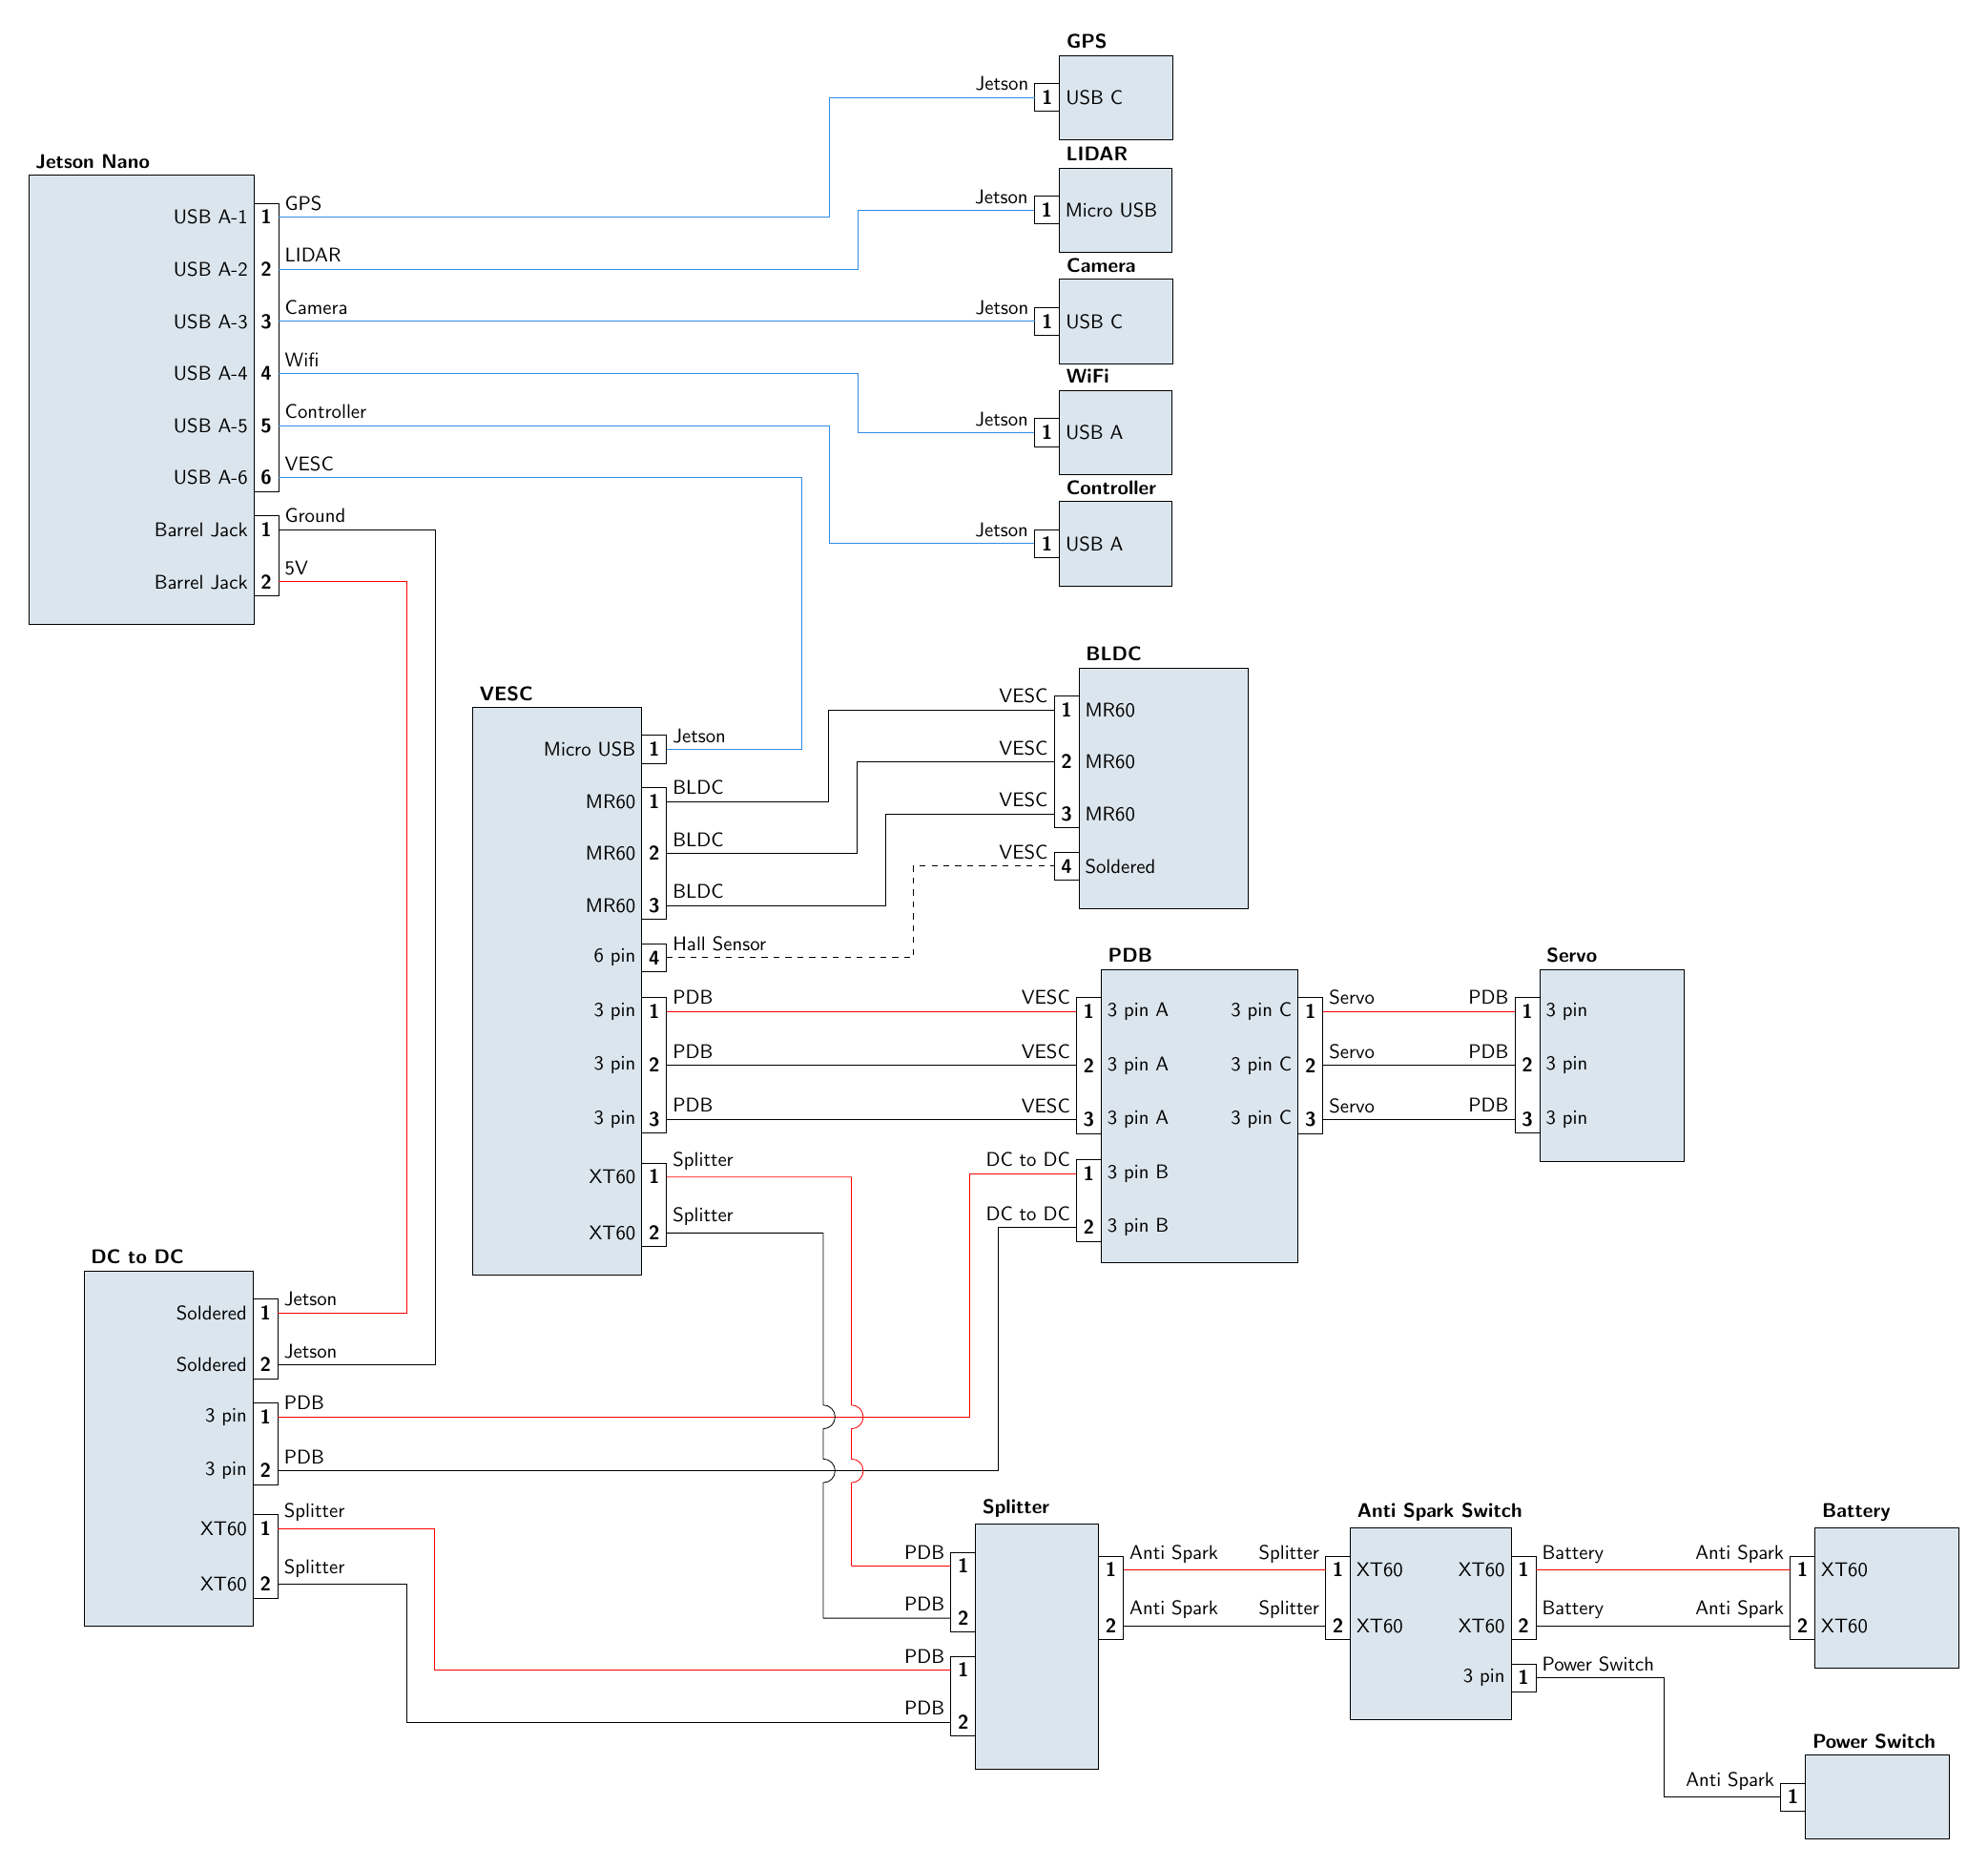 GPS
Jetson
1 USB C
LIDAR
Jetson
1 Micro USB
Camera
Jetson
1 USB C
WiFi
Jetson
1 USB A
Controller
Jetson
1 USB A
Jetson Nano
USB A-1 1 GPS
USB A-2 2 LIDAR
USB A-3 3 Camera
USB A-4 4 Wifi
USB A-5 5 Controller
USB A-6 6 VESC
Barrel Jack 1 Ground
Barrel Jack 2 5V
BLDC
VESC 1 MR60
VESC 2 MR60
VESC 3 MR60
VESC 4 Soldered
VESC
Micro USB 1 Jetson
MR60 1 BLDC
MR60 2 BLDC
MR60 3 BLDC
6 pin 4 Hall Sensor
3 pin 1 PDB
3 pin 2 PDB
3 pin 3 PDB
XT60 1 Splitter
XT60 2 Splitter
PDB
VESC 1 3 pin A
VESC 2 3 pin A
VESC 3 3 pin A
DC to DC 1 3 pin B
DC to DC 2 3 pin B
3 pin C 1 Servo
3 pin C 2 Servo
3 pin C 3 Servo
Servo
PDB 1 3 pin
PDB 2 3 pin
PDB 3 3 pin
DC to DC
Soldered 1 Jetson
Soldered 2 Jetson
3 pin 1 PDB
3 pin 2 PDB
XT60 1 Splitter
XT60 2 Splitter
Splitter
PDB 1
PDB 2
PDB 1
PDB 2
1 Anti Spark
2 Anti Spark
Anti Spark Switch
Splitter 1 XT60
Splitter 2 XT60
XT60 1 Battery
XT60 2 Battery
3 pin 1 Power Switch
Battery
Anti Spark 1 XT60
Anti Spark 2 XT60
Power Switch
Anti Spark 1